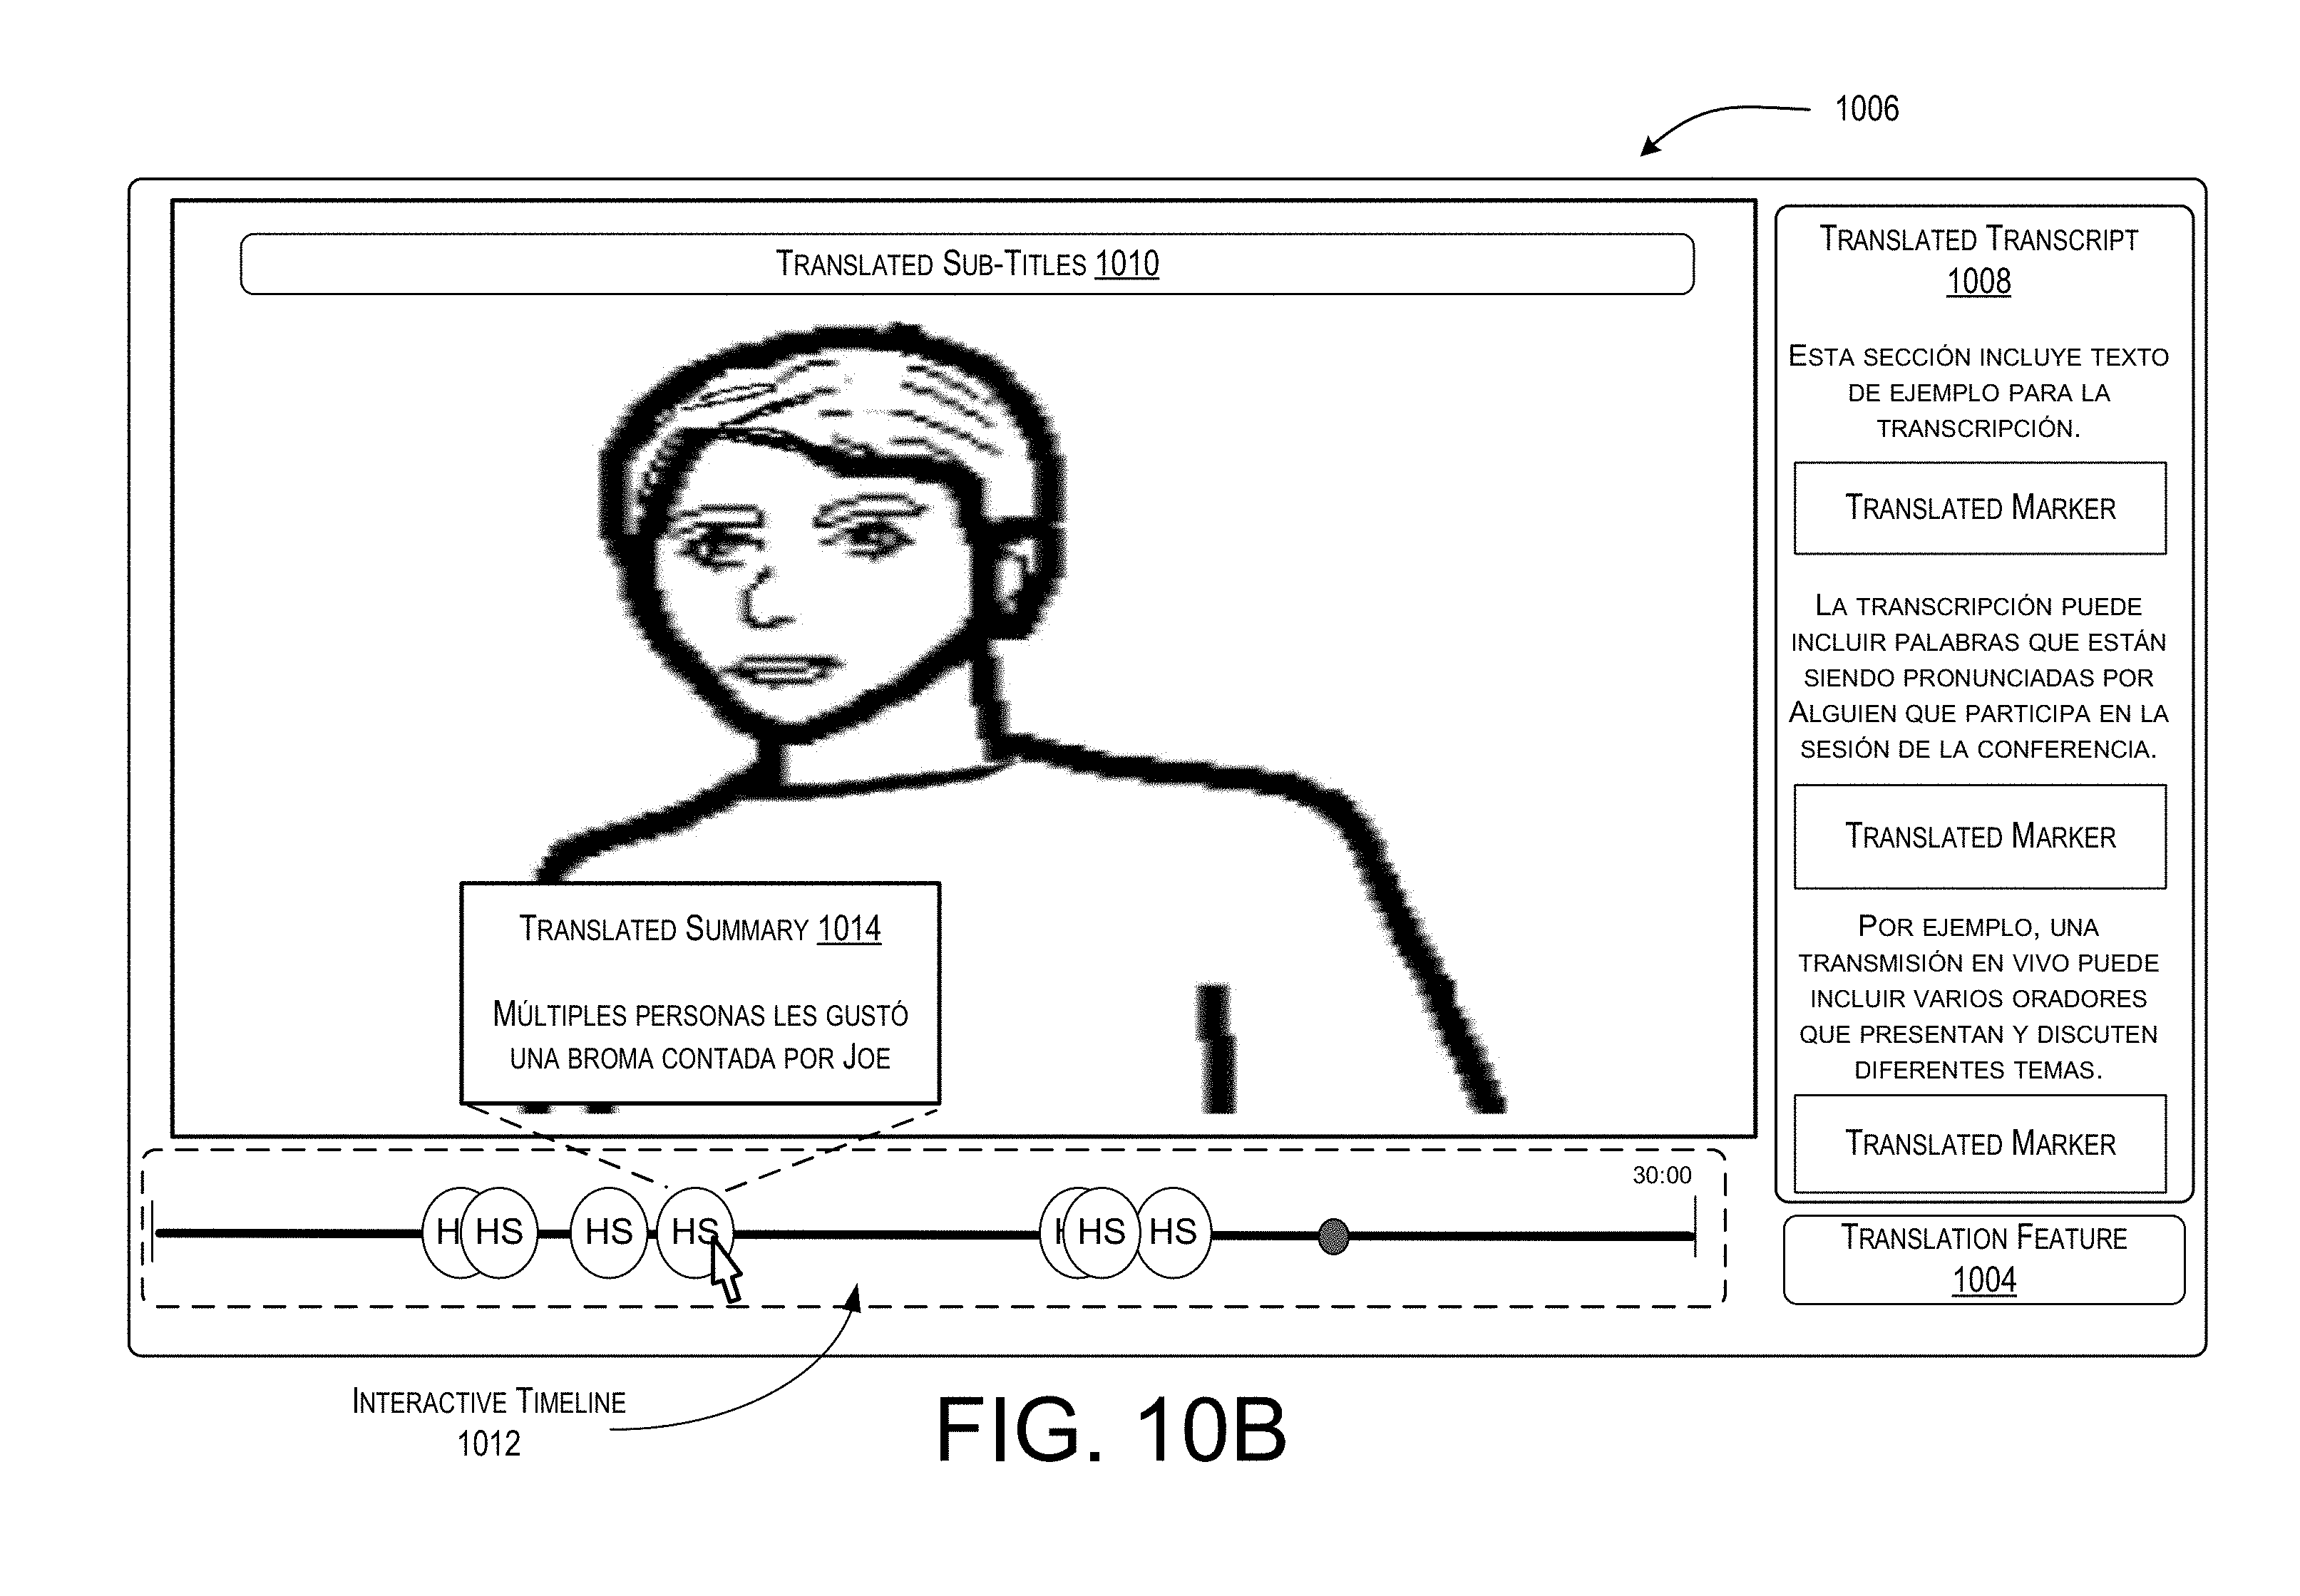 1006
TRANSLATED SUB-TITLES 1010
TRANSLATED TRANSCRIPT
1008
ESTA SECCIÓN INCLUYE TEXTO
DE EJEMPLO PARA LA
TRANSCRIPCIÓN.
TRANSLATED MARKER
LA TRANSCRIPCIÓN PUEDE
INCLUIR PALABRAS QUE ESTÁN
SIENDO PRONUNCIADAS POR
ALGUIEN QUE PARTICIPA EN LA
SESIÓN DE LA CONFERENCIA.
TRANSLATED MARKER
POR EJEMPLO, UNA
TRANSMISIÓN EN VIVO PUEDE
INCLUIR VARIOS ORADORES
QUE PRESENTAN Y DISCUTEN
DIFERENTES TEMAS.
TRANSLATED MARKER
TRANSLATION FEATURE
1004
TRANSLATED SUMMARY 1014
MÚLTIPLES PERSONAS LES GUSTÓ
UNA BROMA CONTADA POR JOE
30:00
H HS HS HS HS HS
INTERACTIVE TIMELINE
1012
FIG. 10B